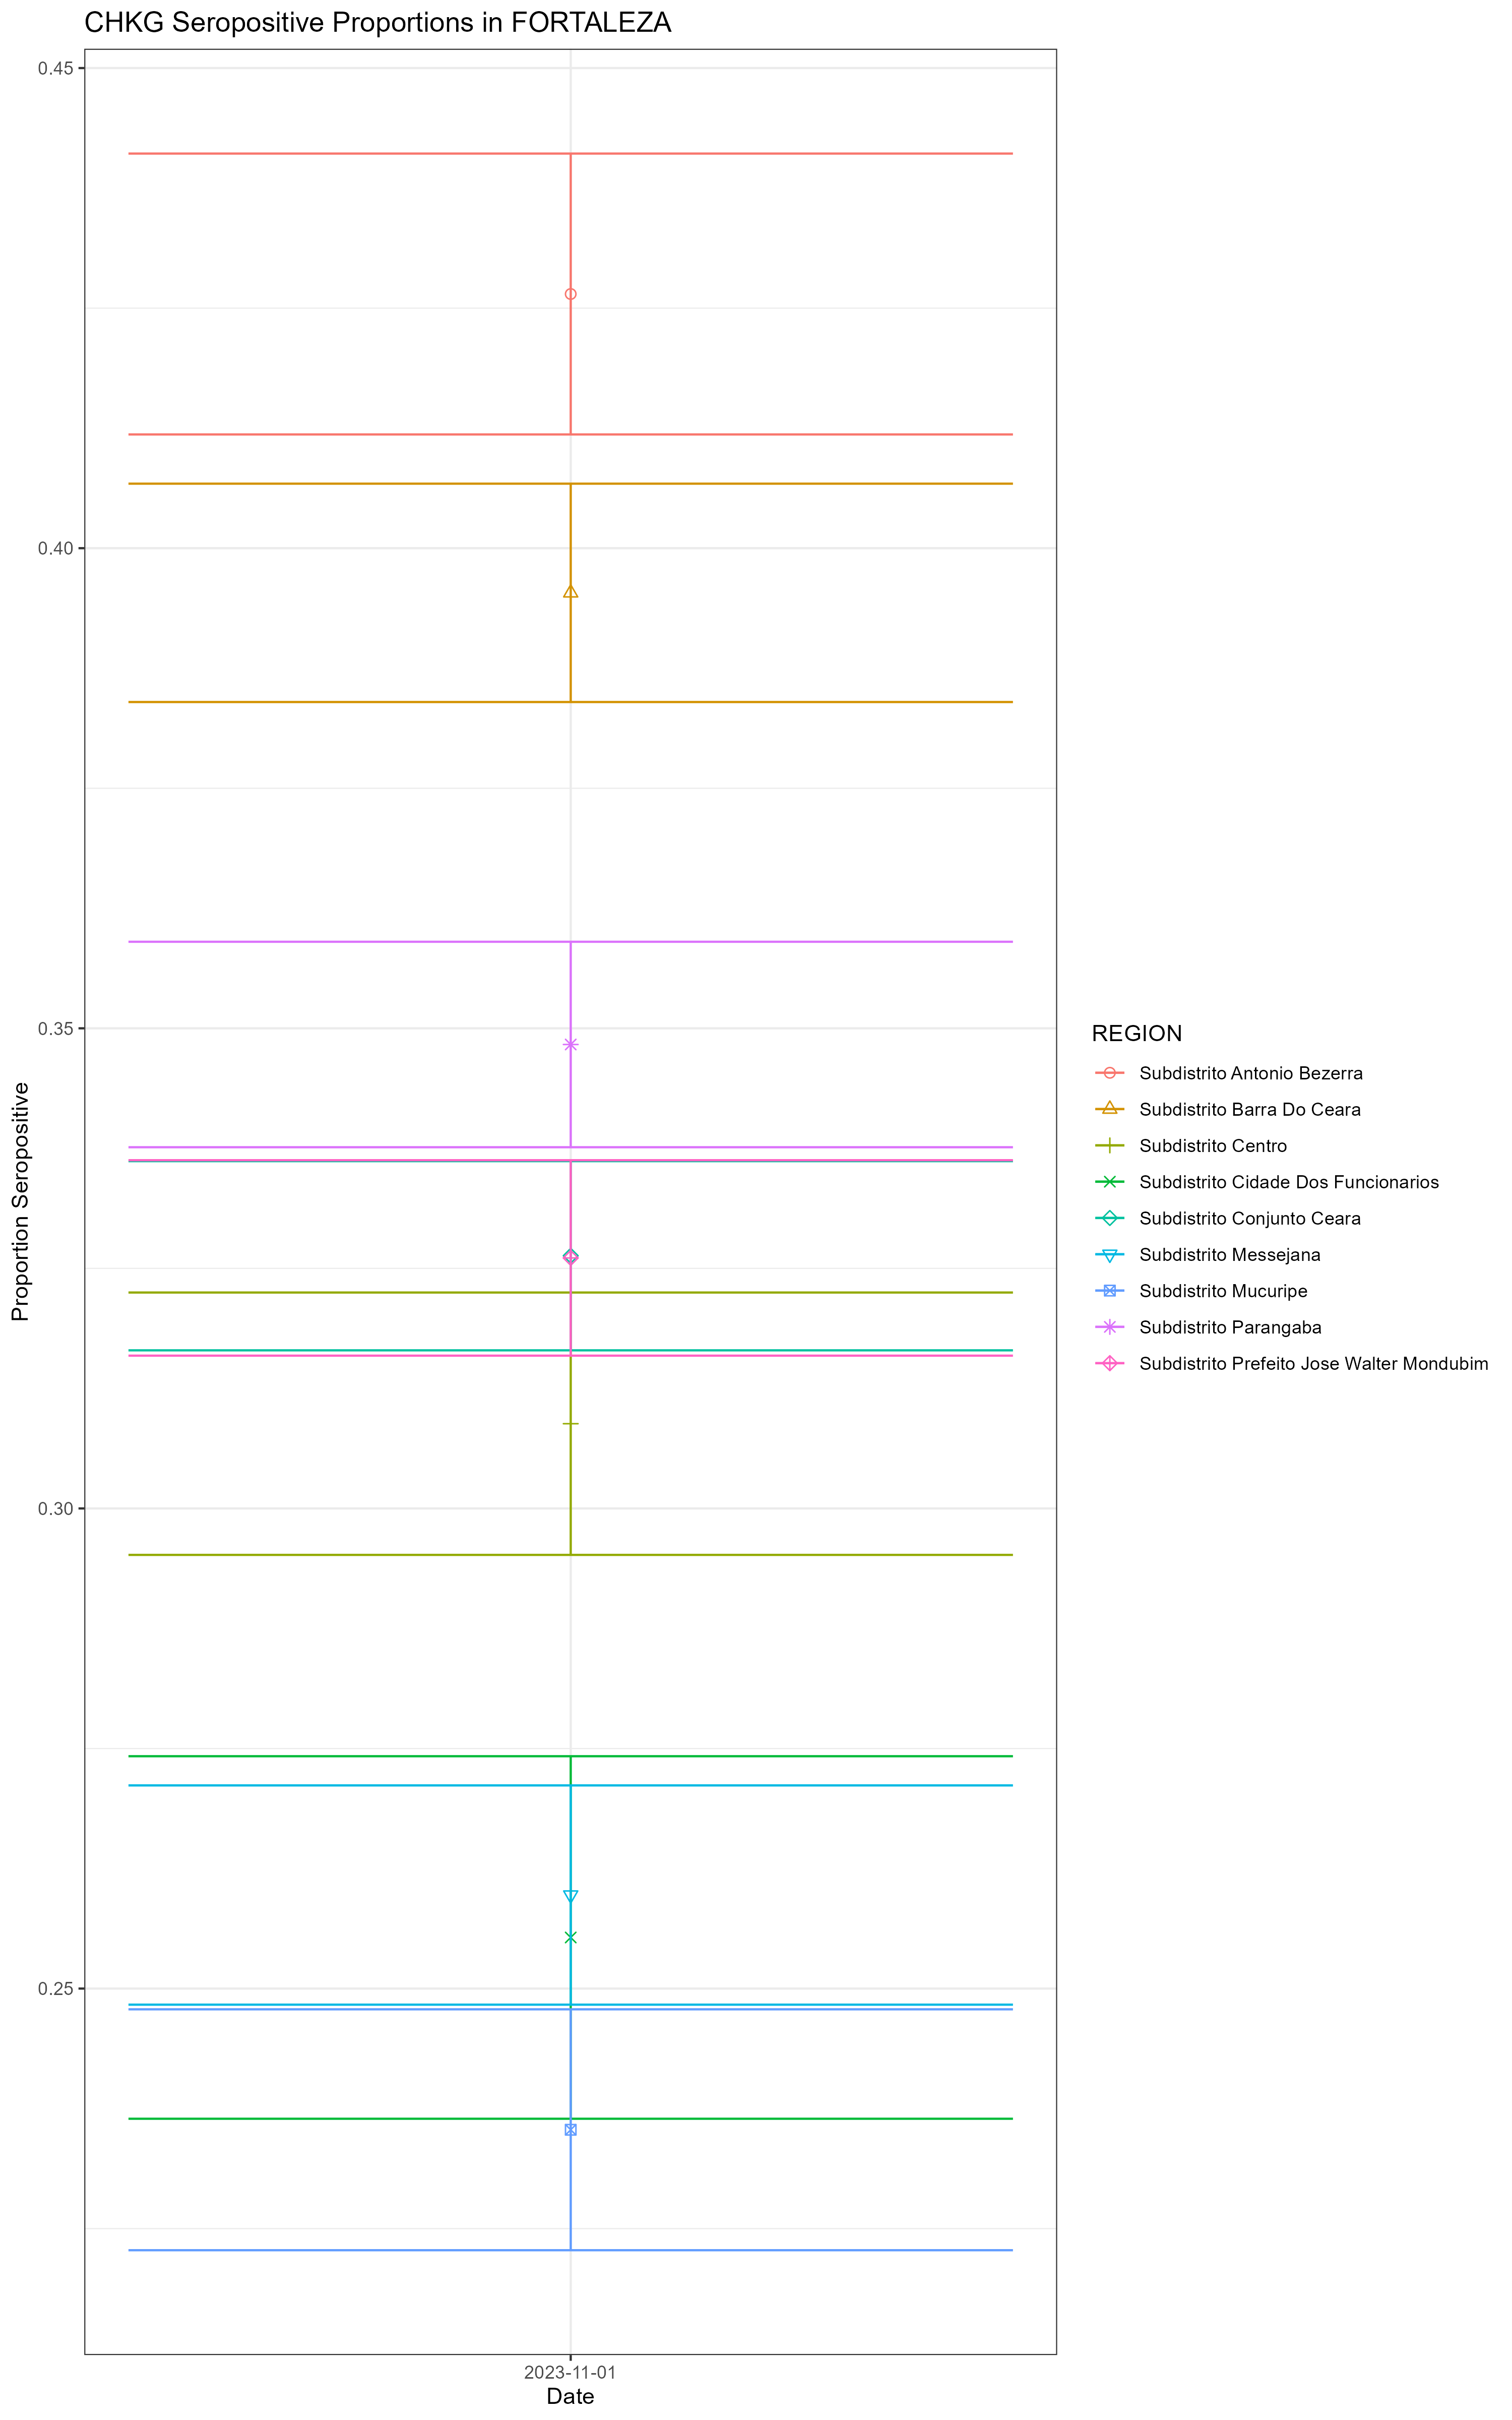 CHKG Seropositive Proportions in FORTALEZA
0.45
0.40
0.35
0.30
0.25
Proportion Seropositive
2023-11-01
Date
REGION
Subdistrito Antonio Bezerra
Subdistrito Barra Do Ceara
Subdistrito Centro
Subdistrito Cidade Dos Funcionarios
Subdistrito Conjunto Ceara
Subdistrito Messejana
Subdistrito Mucuripe
Subdistrito Parangaba
Subdistrito Prefeito Jose Walter Mondubim